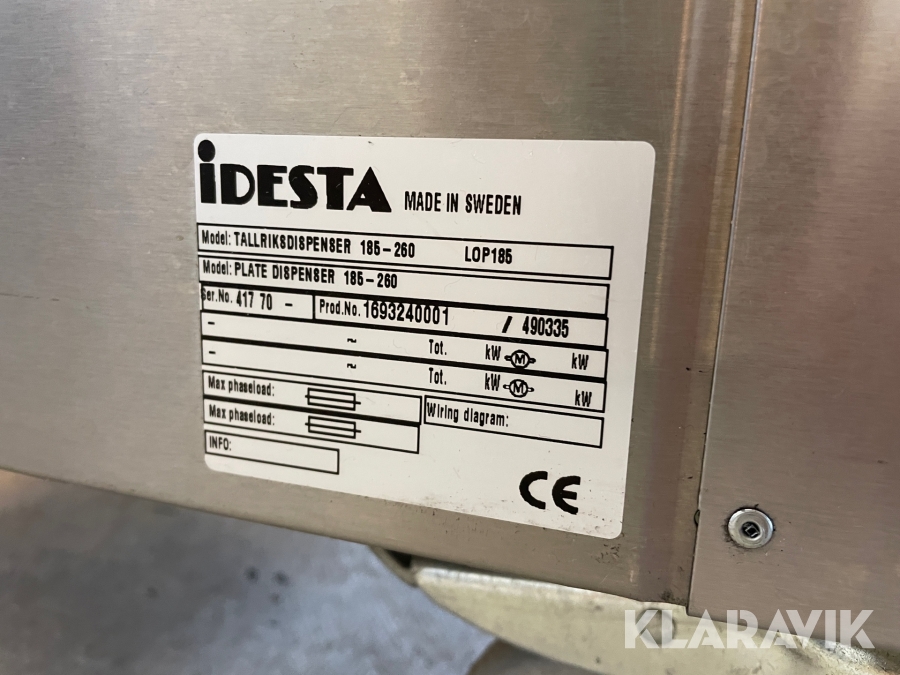 iDESTA MADE IN SWEDEN
Model: TALLRIKSDISPENSER 185-260 LOP185
Model: PLATE DISPENSER 185-260
Ser.No. 417 70 - Prod.No. 1693240001 / 490335
- ~ Tot. kW M kW
- ~ Tot. kW M kW
Max phaseload:
Max phaseload: Wiring diagram:
INFO:
CE
KLARAVIK